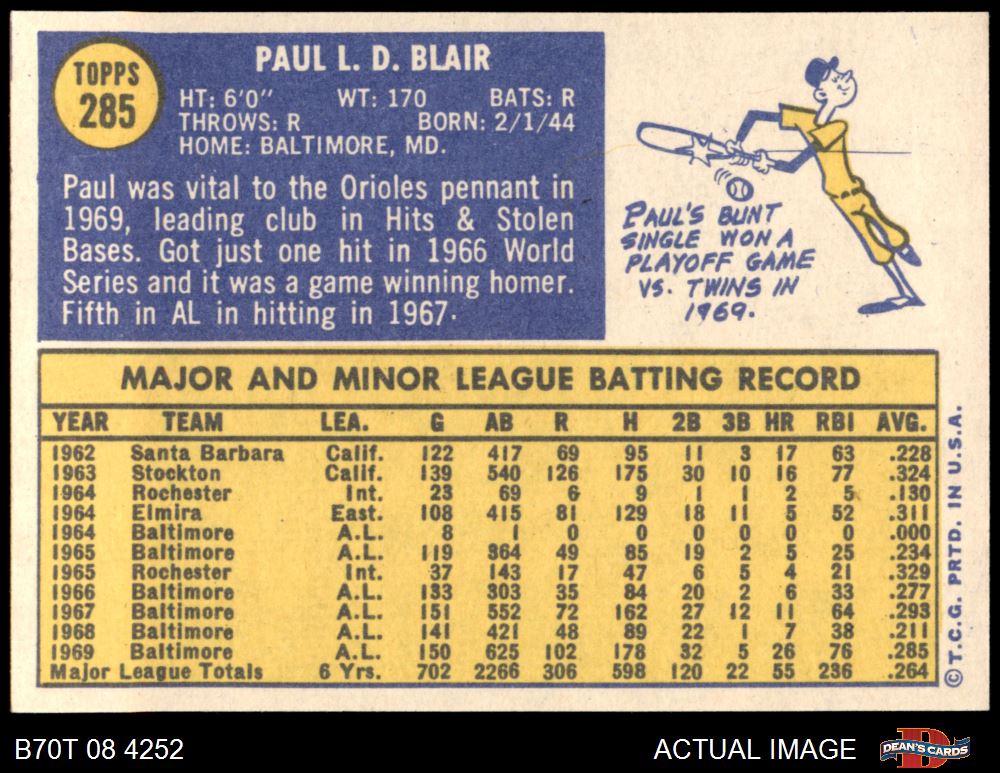 TOPPS
285
PAUL L. D. BLAIR
HT: 6'0" WT: 170 BATS: R
THROWS: R BORN: 2/1/44
HOME: BALTIMORE, MD.
Paul was vital to the Orioles pennant in
1969, leading club in Hits & Stolen
Bases. Got just one hit in 1966 World
Series and it was a game winning homer.
Fifth in AL in hitting in 1967.
PAUL'S BUNT
SINGLE WON A
PLAYOFF GAME
VS. TWINS IN
1969.
MAJOR AND MINOR LEAGUE BATTING RECORD
YEAR TEAM LEA. G AB R H 2B 3B HR RBI AVG.
1962 Santa Barbara Calif. 122 417 69 95 11 3 17 63 .228
1963 Stockton Calif. 139 540 126 175 30 10 16 77 .324
1964 Rochester Int. 23 69 6 9 1 1 2 5 .130
1964 Elmira East. 108 415 81 129 18 11 5 52 .311
1964 Baltimore A.L. 8 1 0 0 0 0 0 0 .000
1965 Baltimore A.L. 119 364 49 85 19 2 5 25 .234
1965 Rochester Int. 37 143 17 47 6 5 4 21 .329
1966 Baltimore A.L. 133 303 35 84 20 2 6 33 .277
1967 Baltimore A.L. 151 552 72 162 27 12 11 64 .293
1968 Baltimore A.L. 141 421 48 89 22 1 7 38 .211
1969 Baltimore A.L. 150 625 102 178 32 5 26 76 .285
Major League Totals 6 Yrs. 702 2266 306 598 120 22 55 236 .264
© T.C.G. PRTD. IN U.S.A.
B70T 08 4252 ACTUAL IMAGE
D
DEAN'S CARDS